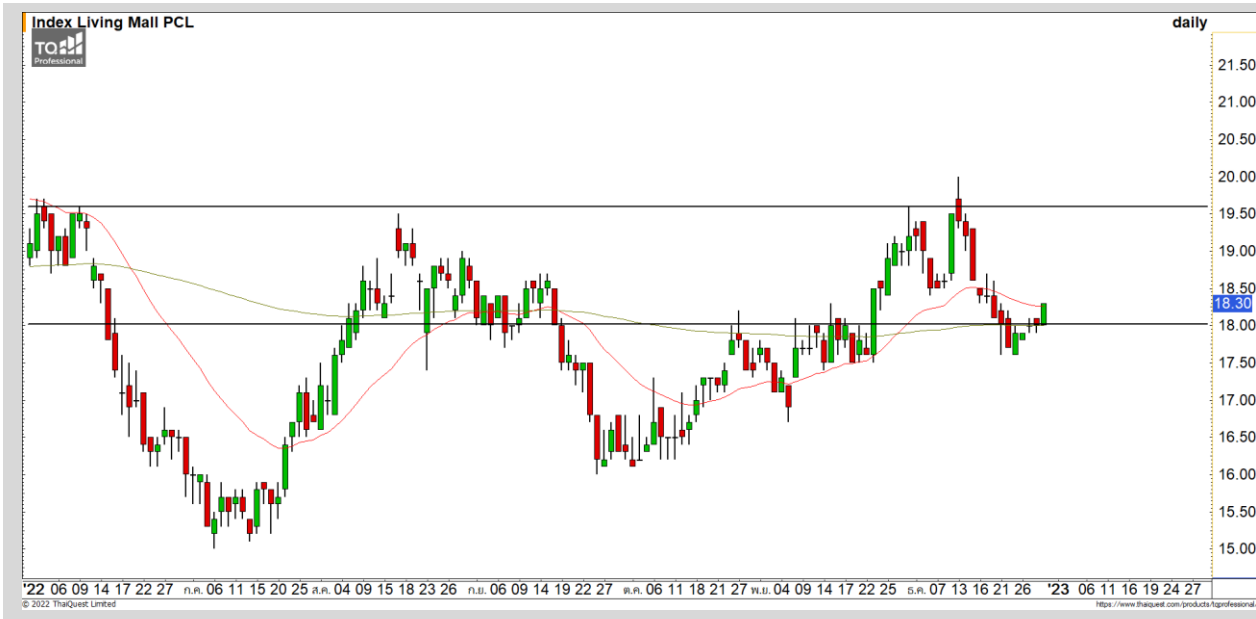 Index Living Mall PCL
daily
TQ
Professional
21.50
21.00
20.50
20.00
19.50
19.00
18.50
18.30
18.00
17.50
17.00
16.50
16.00
15.50
15.00
'22 06 09 14 17 22 27 ก.ค. 06 11 15 20 25 ส.ค. 04 09 15 18 23 26 ก.ย. 06 09 14 19 22 27 ต.ค. 06 11 18 21 27 พ.ย. 04 09 14 17 22 25 ธ.ค. 07 13 16 21 26 '23 06 11 16 19 24 27
© 2022 ThaiQuest Limited
https://www.thaiquest.com/products/tqprofessional